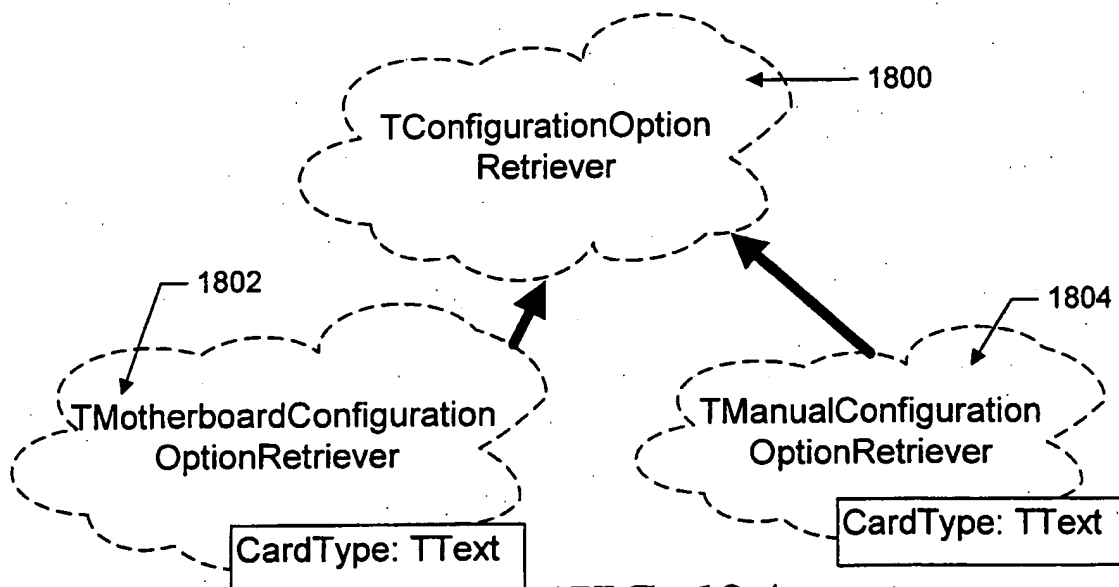 1800
TConfigurationOption
Retriever
1802
1804
TMotherboardConfiguration
OptionRetriever
TManualConfiguration
OptionRetriever
CardType: TText
CardType: TText